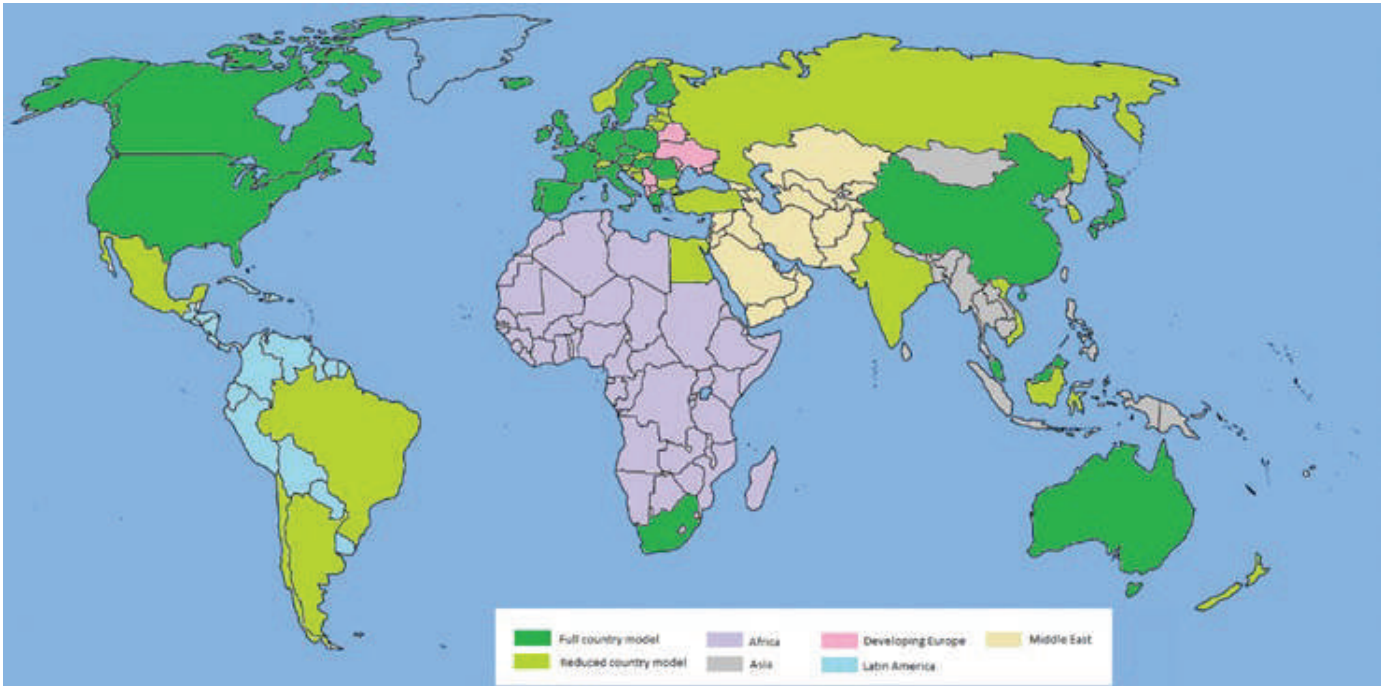 Full country model
Africa
Developing Europe
Middle East
Reduced country model
Asia
Latin America